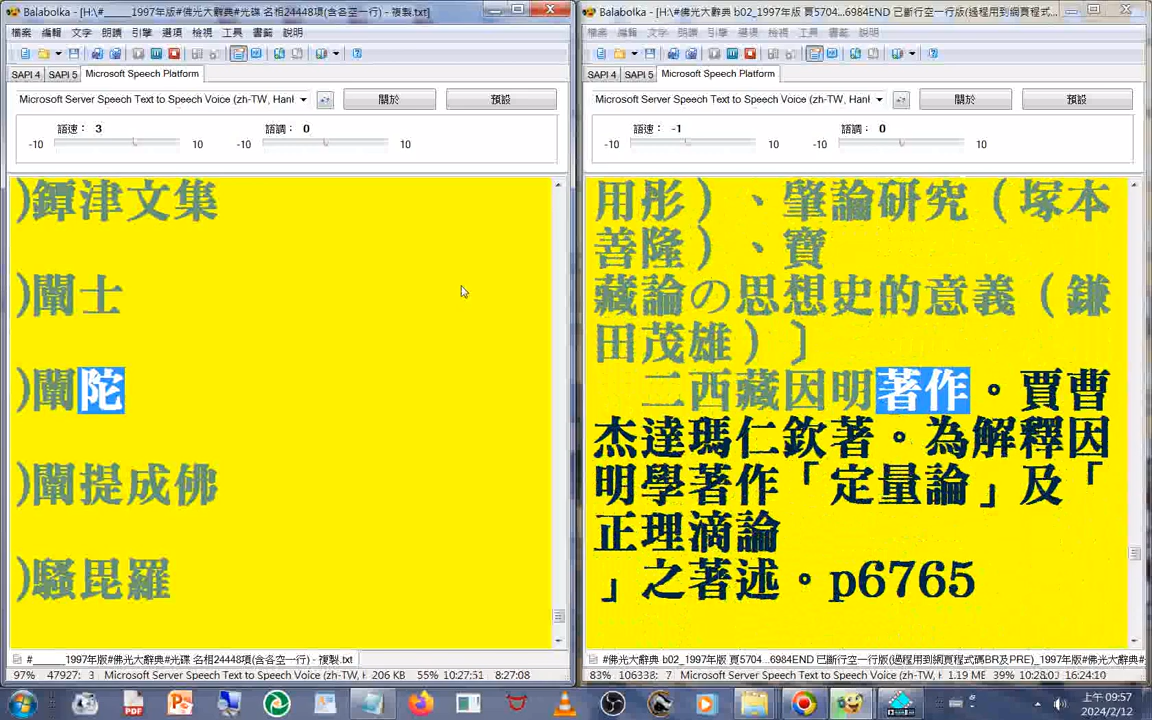 Balabolka - [H:\#_____1997年版#佛光大辭典#光碟 名相24448項(含各空一行) - 複製.txt]
檔案 編輯 文字 朗讀 引擎 選項 檢視 工具 書籤 說明
SAPI 4 SAPI 5 Microsoft Speech Platform
Microsoft Server Speech Text to Speech Voice (zh-TW, HanI 關於 預設
語速： 3 語調： 0
-10 10 -10 10
)鐔津文集
)闡士
)闡陀
)闡提成佛
)騷毘羅
#_____1997年版#佛光大辭典#光碟 名相24448項(含各空一行) - 複製.txt
97% 47927: 3 Microsoft Server Speech Text to Speech Voice (zh-TW 206 KB 55% 10:27:51 8:27:08
Balabolka - [H:\#佛光大辭典 b02_1997年版 頁5704...6984END 已斷行空一行版(過程用到網頁程式...
檔案 編輯 文字 朗讀 引擎 選項 檢視 工具 書籤 說明
SAPI 4 SAPI 5 Microsoft Speech Platform
Microsoft Server Speech Text to Speech Voice (zh-TW, HanI 關於 預設
語速： -1 語調： 0
-10 10 -10 10
用彤）、肇論研究（塚本
善隆）、寶
藏論の思想史的意義（鎌
田茂雄）〕
二西藏因明著作。賈曹
杰達瑪仁欽著。為解釋因
明學著作「定量論」及「
正理滴論
」之著述。p6765
#佛光大辭典 b02_1997年版 頁5704...6984END 已斷行空一行版(過程用到網頁程式碼BR及PRE)_1997年版#佛光大辭典#
83% 106338: 7 Microsoft Server Speech Text to Speech Voice (zh-TW 1.19 ME 39% 10:28:00 16:24:10
上午 09:57
2024/2/12